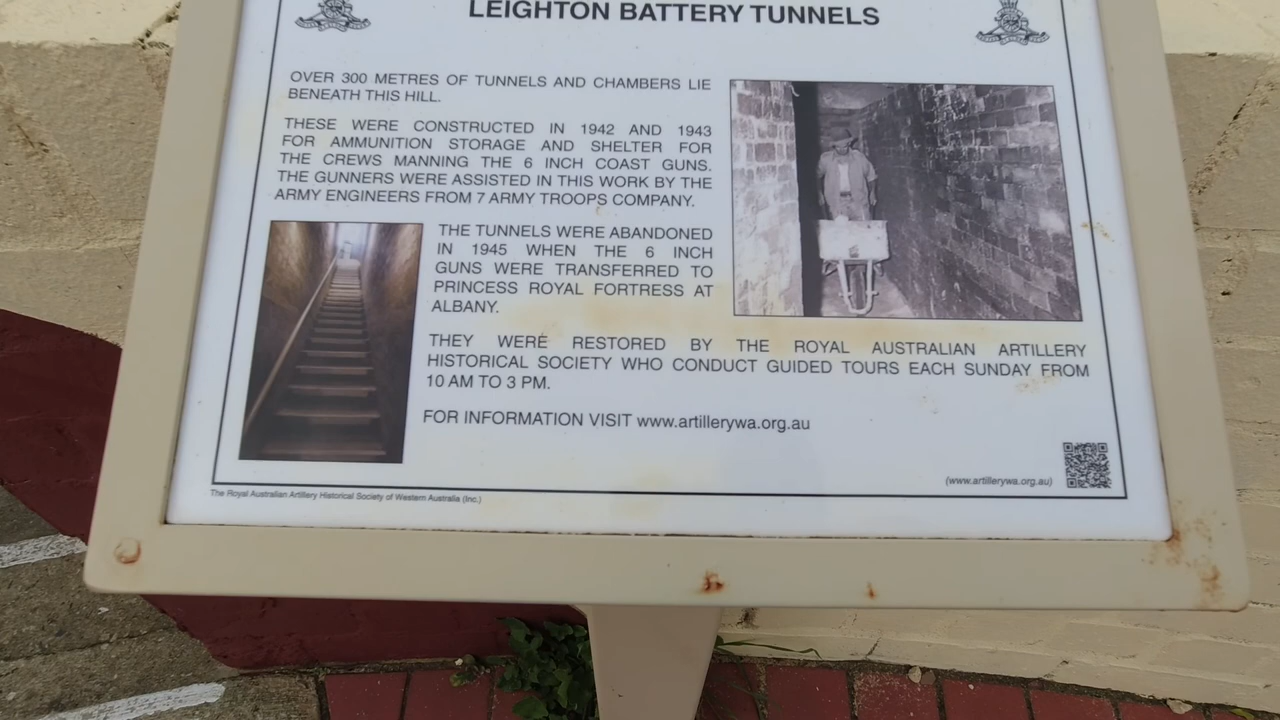 LEIGHTON BATTERY TUNNELS
OVER 300 METRES OF TUNNELS AND CHAMBERS LIE
BENEATH THIS HILL.
THESE WERE CONSTRUCTED IN 1942 AND 1943
FOR AMMUNITION STORAGE AND SHELTER FOR
THE CREWS MANNING THE 6 INCH COAST GUNS.
THE GUNNERS WERE ASSISTED IN THIS WORK BY THE
ARMY ENGINEERS FROM 7 ARMY TROOPS COMPANY.
THE TUNNELS WERE ABANDONED
IN 1945 WHEN THE 6 INCH
GUNS WERE TRANSFERRED TO
PRINCESS ROYAL FORTRESS AT
ALBANY.
THEY WERE RESTORED BY THE ROYAL AUSTRALIAN ARTILLERY
HISTORICAL SOCIETY WHO CONDUCT GUIDED TOURS EACH SUNDAY FROM
10 AM TO 3 PM.
FOR INFORMATION VISIT www.artillerywa.org.au
(www.artillerywa.org.au)
The Royal Australian Artillery Historical Society of Western Australia (Inc.)